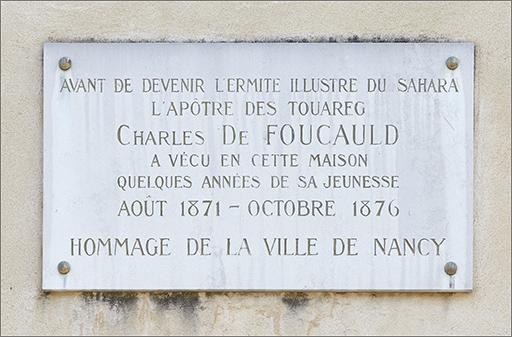 AVANT DE DEVENIR L'ERMITE ILLUSTRE DU SAHARA
L'APÔTRE DES TOUAREG
CHARLES DE FOUCAULD
A VÉCU EN CETTE MAISON
QUELQUES ANNÉES DE SA JEUNESSE
AOÛT 1871 - OCTOBRE 1876
HOMMAGE DE LA VILLE DE NANCY